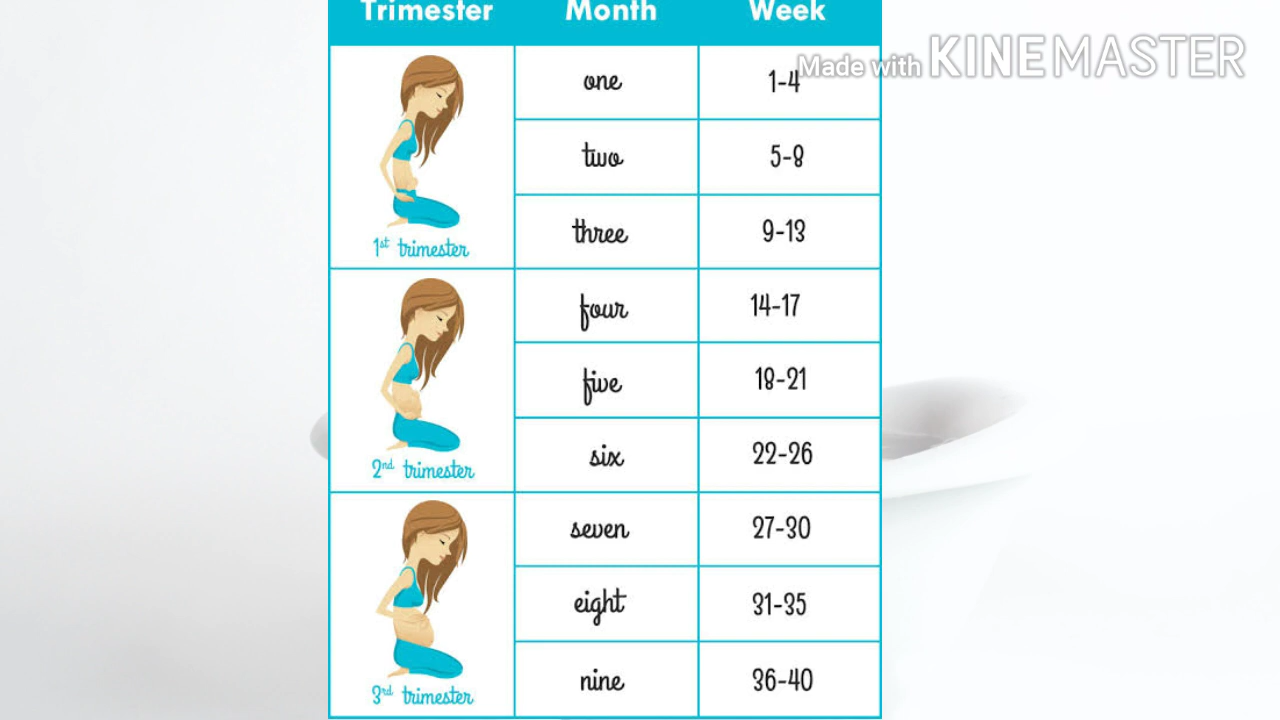 Trimester Month Week
Made with KINEMASTER
one 1-4
two 5-8
three 9-13
1st trimester
four 14-17
five 18-21
six 22-26
2nd trimester
seven 27-30
eight 31-35
nine 36-40
3rd trimester